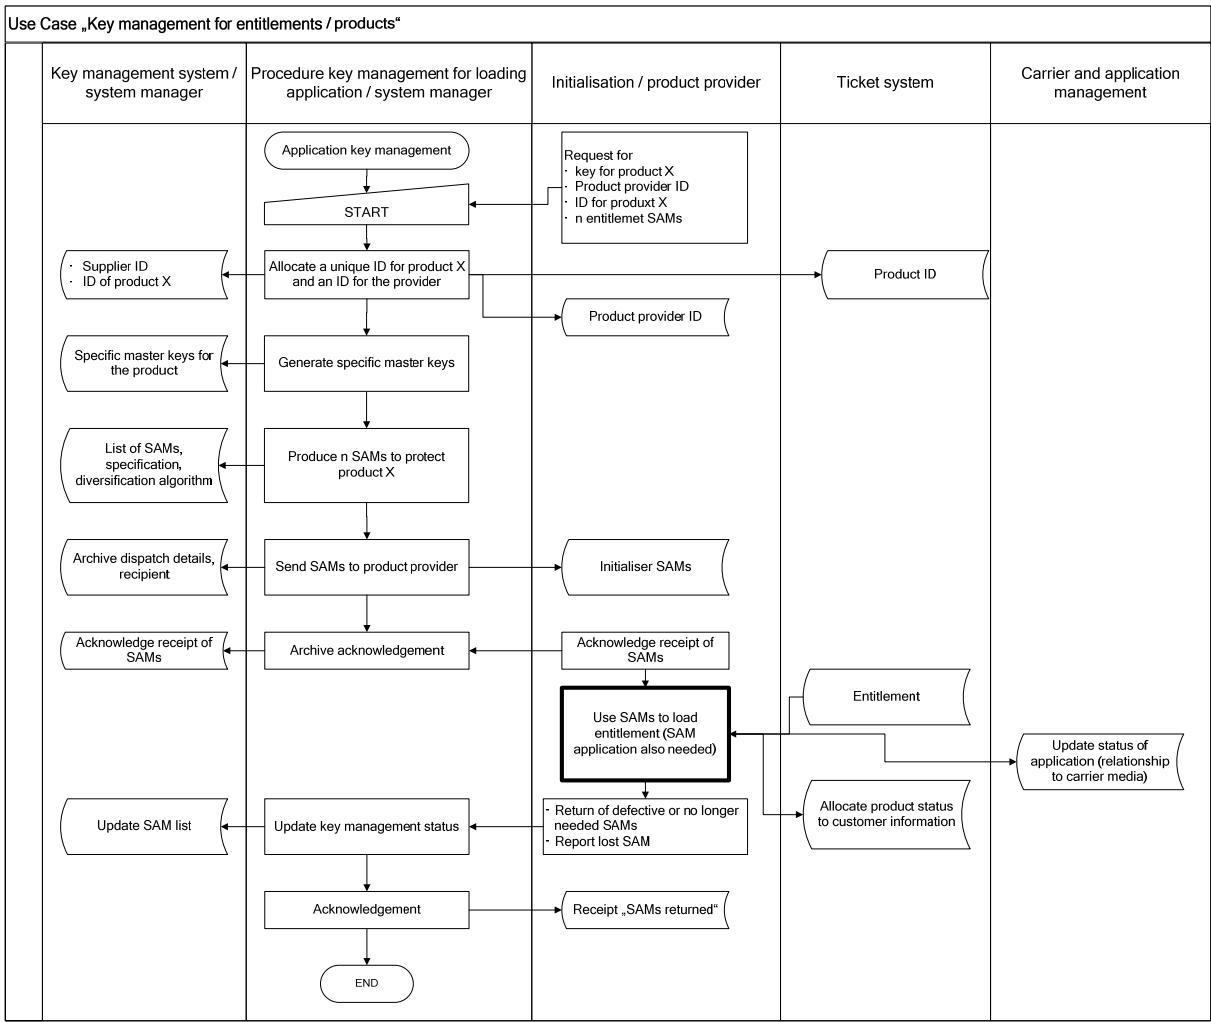 Use Case „Key management for entitlements / products“
Key management system /
system manager
Procedure key management for loading
application / system manager
Initialisation / product provider
Ticket system
Carrier and application
management
Application key management
Request for
· key for product X
· Product provider ID
· ID for produxt X
· n entitlemet SAMs
START
· Supplier ID
· ID of product X
Allocate a unique ID for product X
and an ID for the provider
Product ID
Product provider ID
Specific master keys for
the product
Generate specific master keys
List of SAMs,
specification,
diversification algorithm
Produce n SAMs to protect
product X
Archive dispatch details,
recipient
Send SAMs to product provider
Initialiser SAMs
Acknowledge receipt of
SAMs
Archive acknowledgement
Acknowledge receipt of
SAMs
Use SAMs to load
entitlement (SAM
application also needed)
Entitlement
Update status of
application (relationship
to carrier media)
Allocate product status
to customer information
Update SAM list
Update key management status
· Return of defective or no longer
needed SAMs
· Report lost SAM
Acknowledgement
Receipt „SAMs returned“
END